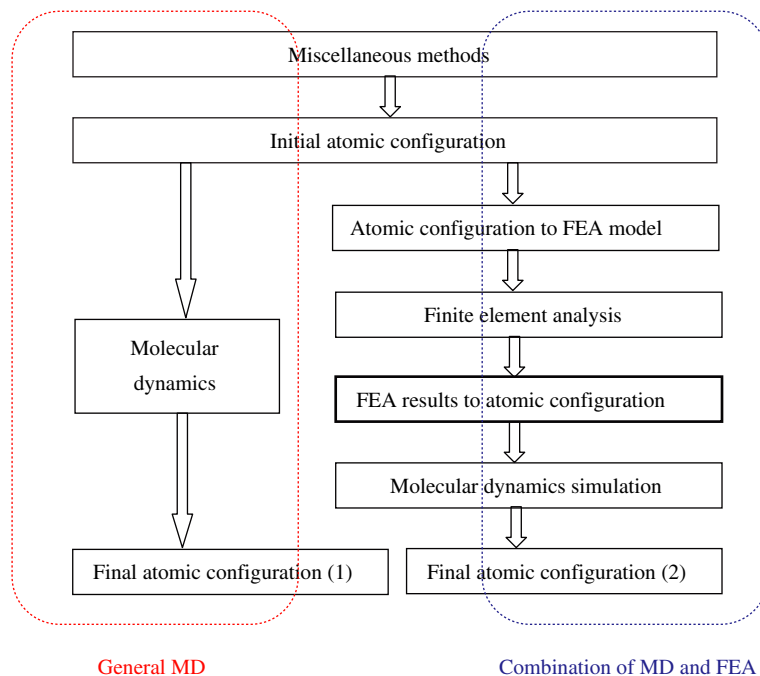 Miscellaneous methods
Initial atomic configuration
Atomic configuration to FEA model
Finite element analysis
Molecular
dynamics
FEA results to atomic configuration
Molecular dynamics simulation
Final atomic configuration (1)
Final atomic configuration (2)
General MD
Combination of MD and FEA